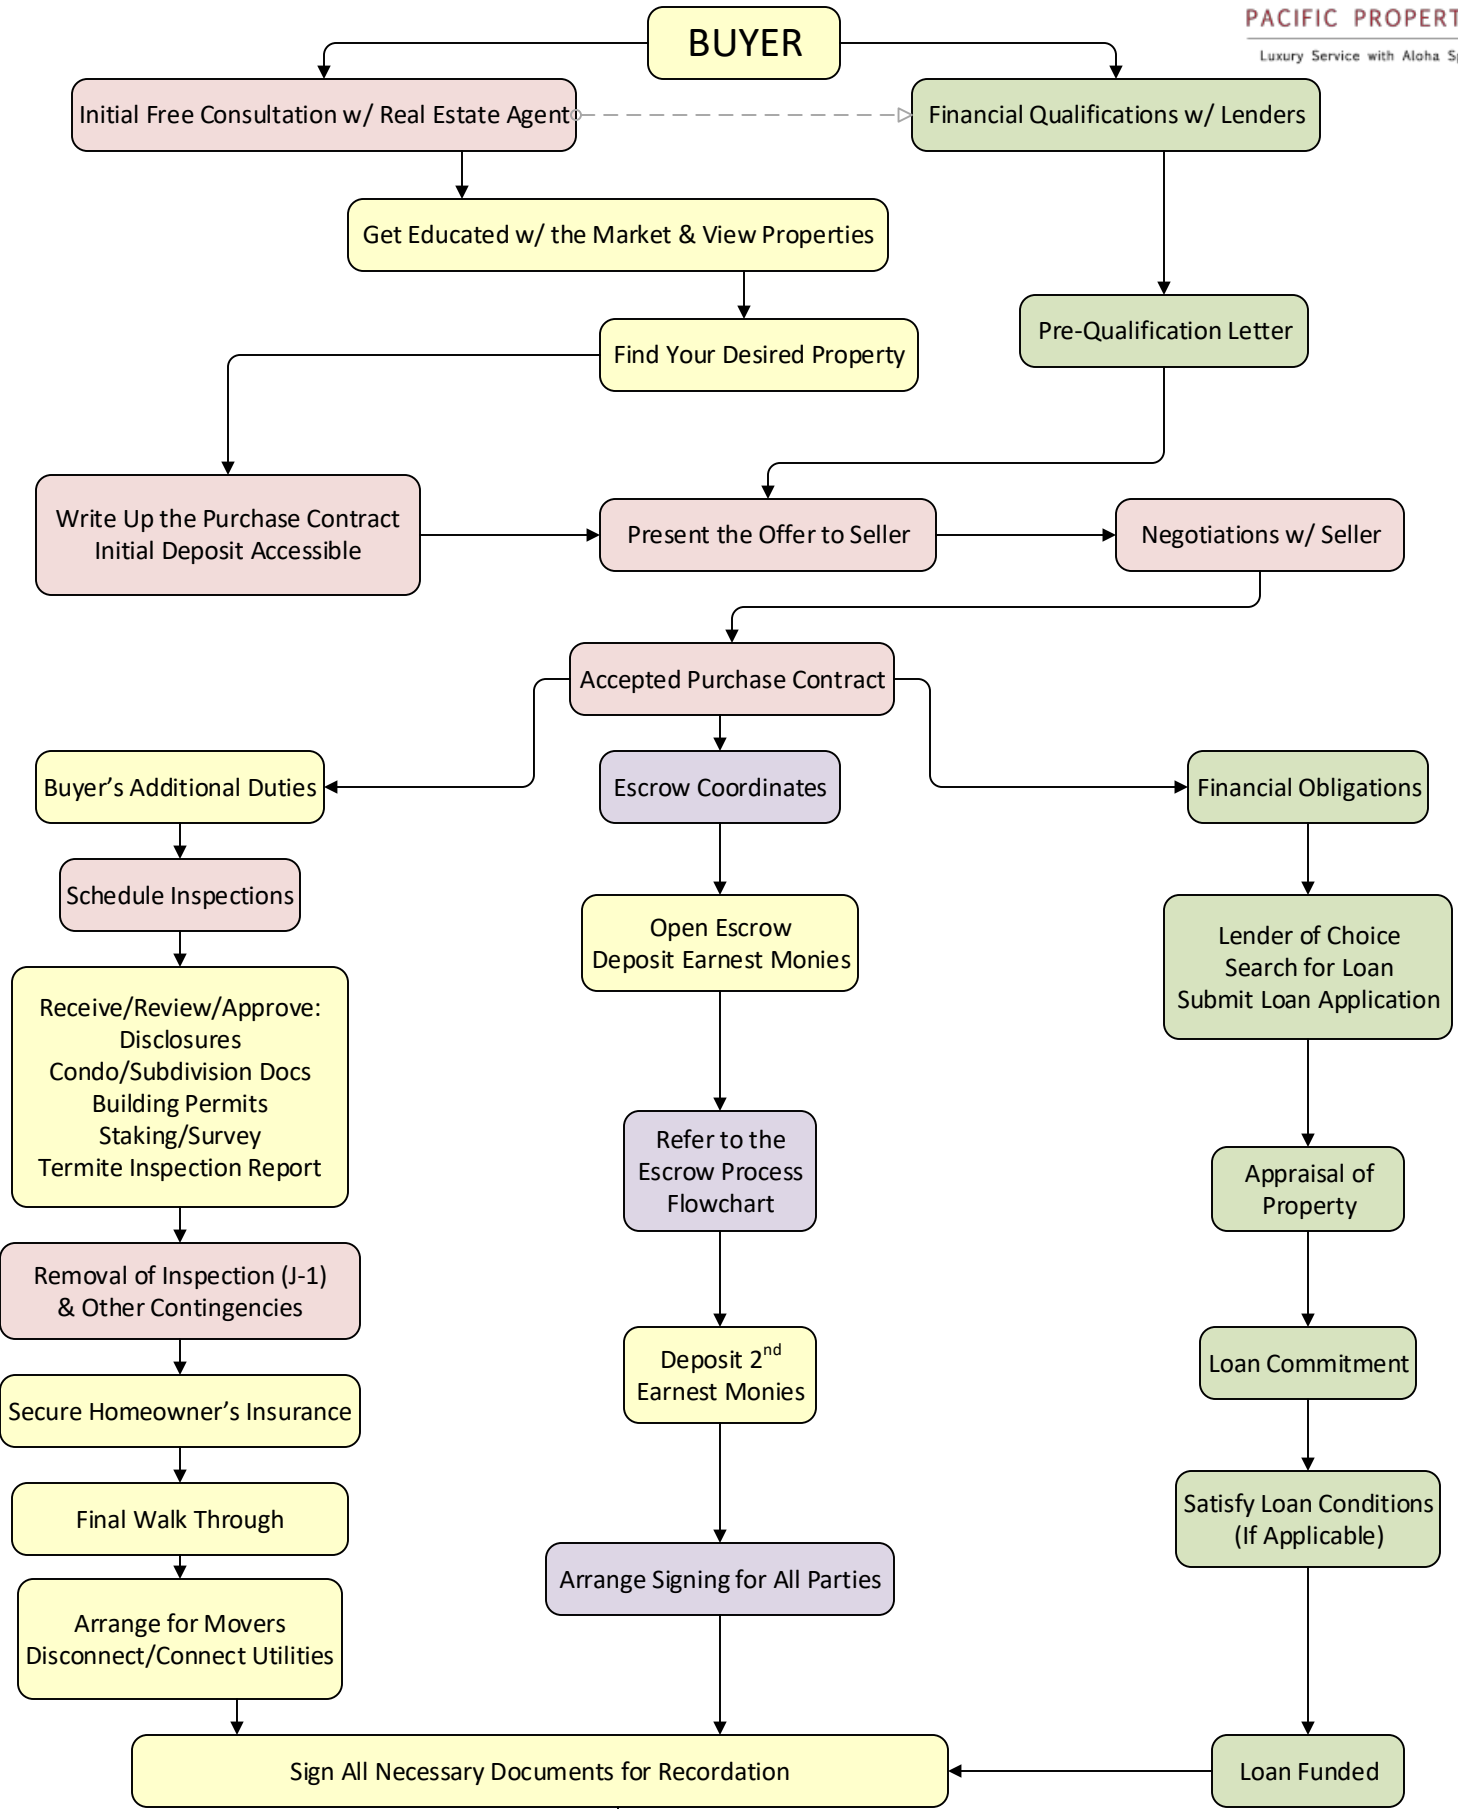 PACIFIC PROPERT
Luxury Service with Aloha Sp
BUYER
Initial Free Consultation w/ Real Estate Agent
Financial Qualifications w/ Lenders
Get Educated w/ the Market & View Properties
Pre-Qualification Letter
Find Your Desired Property
Write Up the Purchase Contract
Initial Deposit Accessible
Present the Offer to Seller
Negotiations w/ Seller
Accepted Purchase Contract
Buyer’s Additional Duties
Escrow Coordinates
Financial Obligations
Schedule Inspections
Open Escrow
Deposit Earnest Monies
Lender of Choice
Search for Loan
Submit Loan Application
Receive/Review/Approve:
Disclosures
Condo/Subdivision Docs
Building Permits
Staking/Survey
Termite Inspection Report
Refer to the
Escrow Process
Flowchart
Appraisal of
Property
Removal of Inspection (J-1)
& Other Contingencies
Deposit 2nd
Earnest Monies
Loan Commitment
Secure Homeowner’s Insurance
Final Walk Through
Satisfy Loan Conditions
(If Applicable)
Arrange Signing for All Parties
Arrange for Movers
Disconnect/Connect Utilities
Sign All Necessary Documents for Recordation
Loan Funded